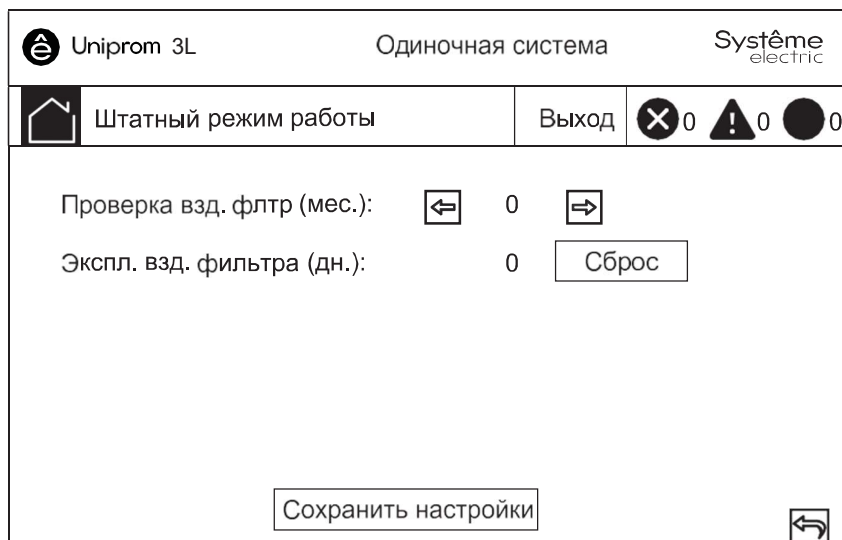 ê Uniprom 3L Одиночная система Système electric
Штатный режим работы Выход 0 ! 0 0
Проверка взд. флтр (мес.): 0
Экспл. взд. фильтра (дн.): 0 Сброс
Сохранить настройки